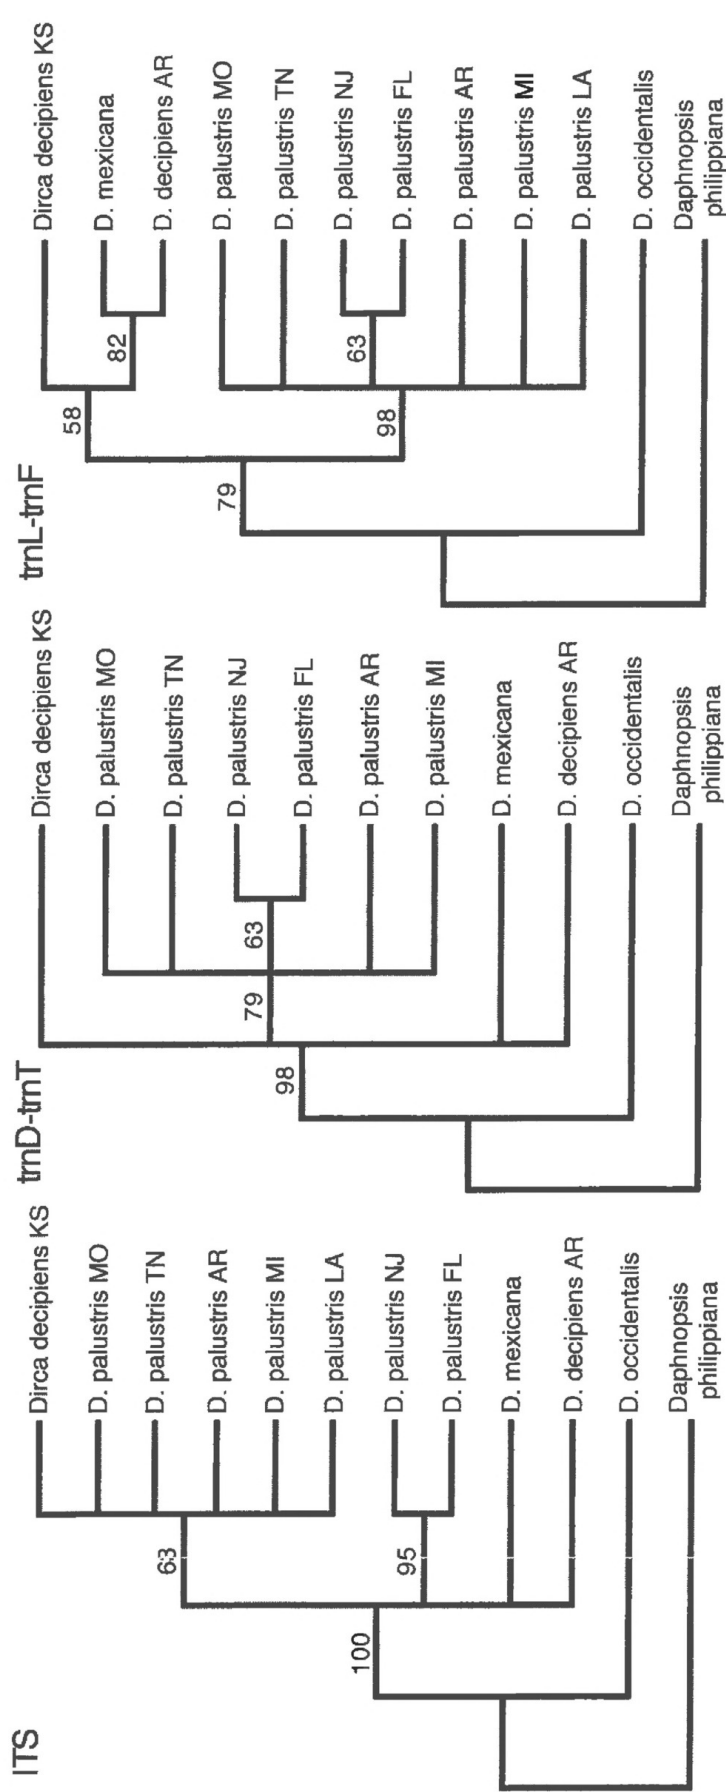 ITS
Dirca decipiens KS
D. palustris MO
D. palustris TN
D. palustris AR
D. palustris MI
D. palustris LA
D. palustris NJ
D. palustris FL
D. mexicana
D. decipiens AR
D. occidentalis
Daphnopsis
philippiana
63
95
100
trnD-trnT
Dirca decipiens KS
D. palustris MO
D. palustris TN
D. palustris NJ
D. palustris FL
D. palustris AR
D. palustris MI
D. mexicana
D. decipiens AR
D. occidentalis
Daphnopsis
philippiana
63
79
98
trnL-trnF
Dirca decipiens KS
D. mexicana
D. decipiens AR
D. palustris MO
D. palustris TN
D. palustris NJ
D. palustris FL
D. palustris AR
D. palustris MI
D. palustris LA
D. occidentalis
Daphnopsis
philippiana
82
58
63
98
79